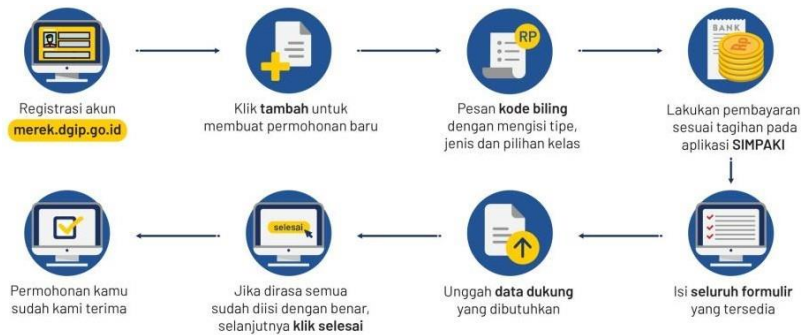 RP
BANK
Registrasi akun
merek.dgip.go.id
Klik tambah untuk
membuat permohonan baru
Pesan kode biling
dengan mengisi tipe,
jenis dan pilihan kelas
Lakukan pembayaran
sesuai tagihan pada
aplikasi SIMPAKI
Isi seluruh formulir
yang tersedia
Unggah data dukung
yang dibutuhkan
selesai
Jika dirasa semua
sudah diisi dengan benar,
selanjutnya klik selesai
Permohonan kamu
sudah kami terima